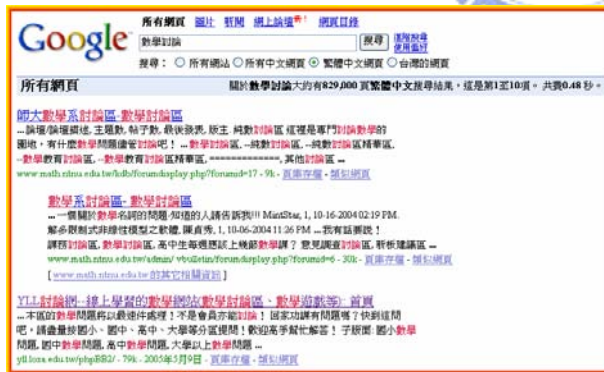 所有網頁 圖片 新聞 網上論壇 新! 網頁目錄
Google
數學討論 搜尋 進階搜尋
使用偏好
搜尋： 所有網站 所有中文網頁 繁體中文網頁 台灣的網頁
所有網頁 關於數學討論大約有829,000 頁繁體中文搜尋結果，這是第1至10項。 共費0.48 秒。
師大數學系討論區-數學討論區
...論壇/論壇描述, 主題數, 帖子數, 最後發表, 版主. 純數討論區 這裡是專門討論數學的
園地，有什麼數學問題儘管討論吧！ ... 數學討論區, --純數討論區, --純數討論區精華區,
--數學教育討論區, --數學教育討論區精華區, =============, 其他討論區 ...
www.math.ntnu.edu.tw/kdb/forumdisplay.php?forumid=17 - 9k - 頁庫存檔 - 類似網頁
數學系討論區- 數學討論區
... 一個關於數學名詞的問題-知道的人請告訴我!!! MintStar, 1, 10-16-2004 02:19 PM.
解多限制式非線性模型之軟體, 陳貞秀, 1, 10-06-2004 11:26 PM ... 我有話要說！
課務討論區, 數學討論區, 高中生每週應該上幾節數學課？ 意見調查討論區, 新板建議區 ...
www.math.ntnu.edu.tw/admin/ vbulletin/forumdisplay.php?forumid=6 - 30k - 頁庫存檔 - 類似網頁
[ www.math.ntnu.edu.tw 的其它相關資訊 ]
YLL討論網--線上學習的數學網站(數學討論區、數學遊戲等): 首頁
...本區的數學問題將以最速件處理！不是會員亦能討論！ 回家功課有問題嗎？快到這問
吧，請盡量按國小、國中、高中、大學等分區提問！歡迎高手幫忙解答！ 子版面: 國小數學
問題, 國中數學問題, 高中數學問題, 大學以上數學問題 ...
yll.loxa.edu.tw/phpBB2/ - 79k - 2005年5月9日 - 頁庫存檔 - 類似網頁